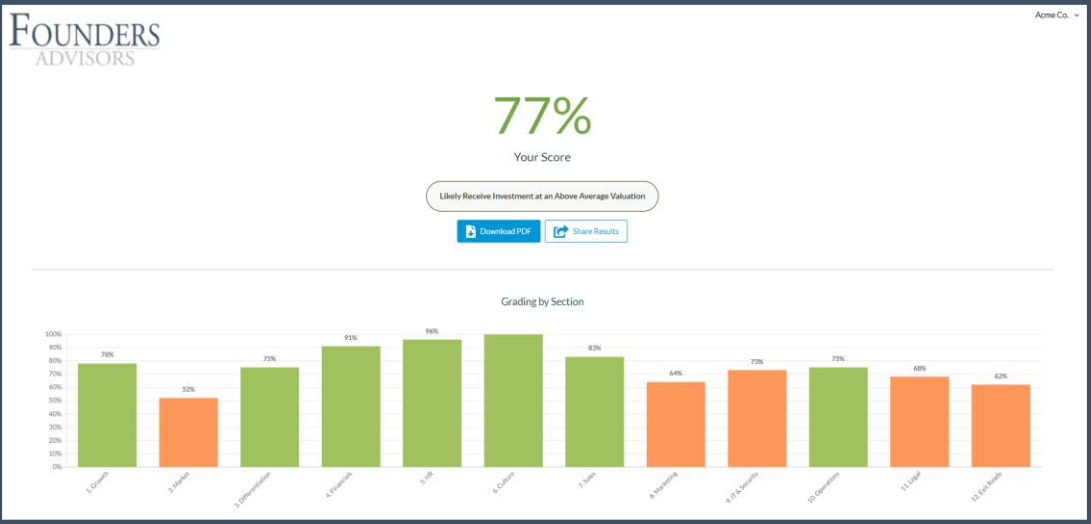 FOUNDERS
ADVISORS
Acme Co.
77%
Your Score
Likely Receive Investment at an Above Average Valuation
Download PDF
Share Results
Grading by Section
100%
90%
80%
70%
60%
50%
40%
30%
20%
10%
0%
78%
52%
75%
91%
96%
83%
64%
73%
75%
68%
62%
1. Growth
2. Market
3. Differentiation
4. Financials
5. HR
6. Culture
7. Sales
8. Marketing
9. IT & Security
10. Operations
11. Legal
12. Exit Ready